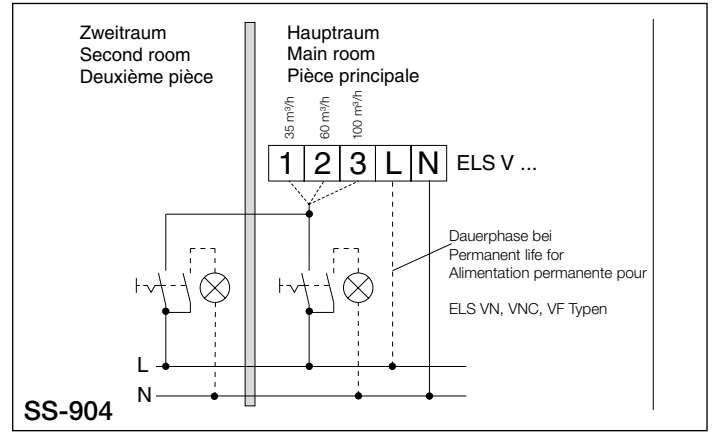 Zweitraum
Second room
Deuxième pièce
Hauptraum
Main room
Pièce principale
35 m³/h
60 m³/h
100 m³/h
1 2 3 L N ELS V ...
Dauerphase bei
Permanent life for
Alimentation permanente pour
ELS VN, VNC, VF Typen
L
N
SS-904